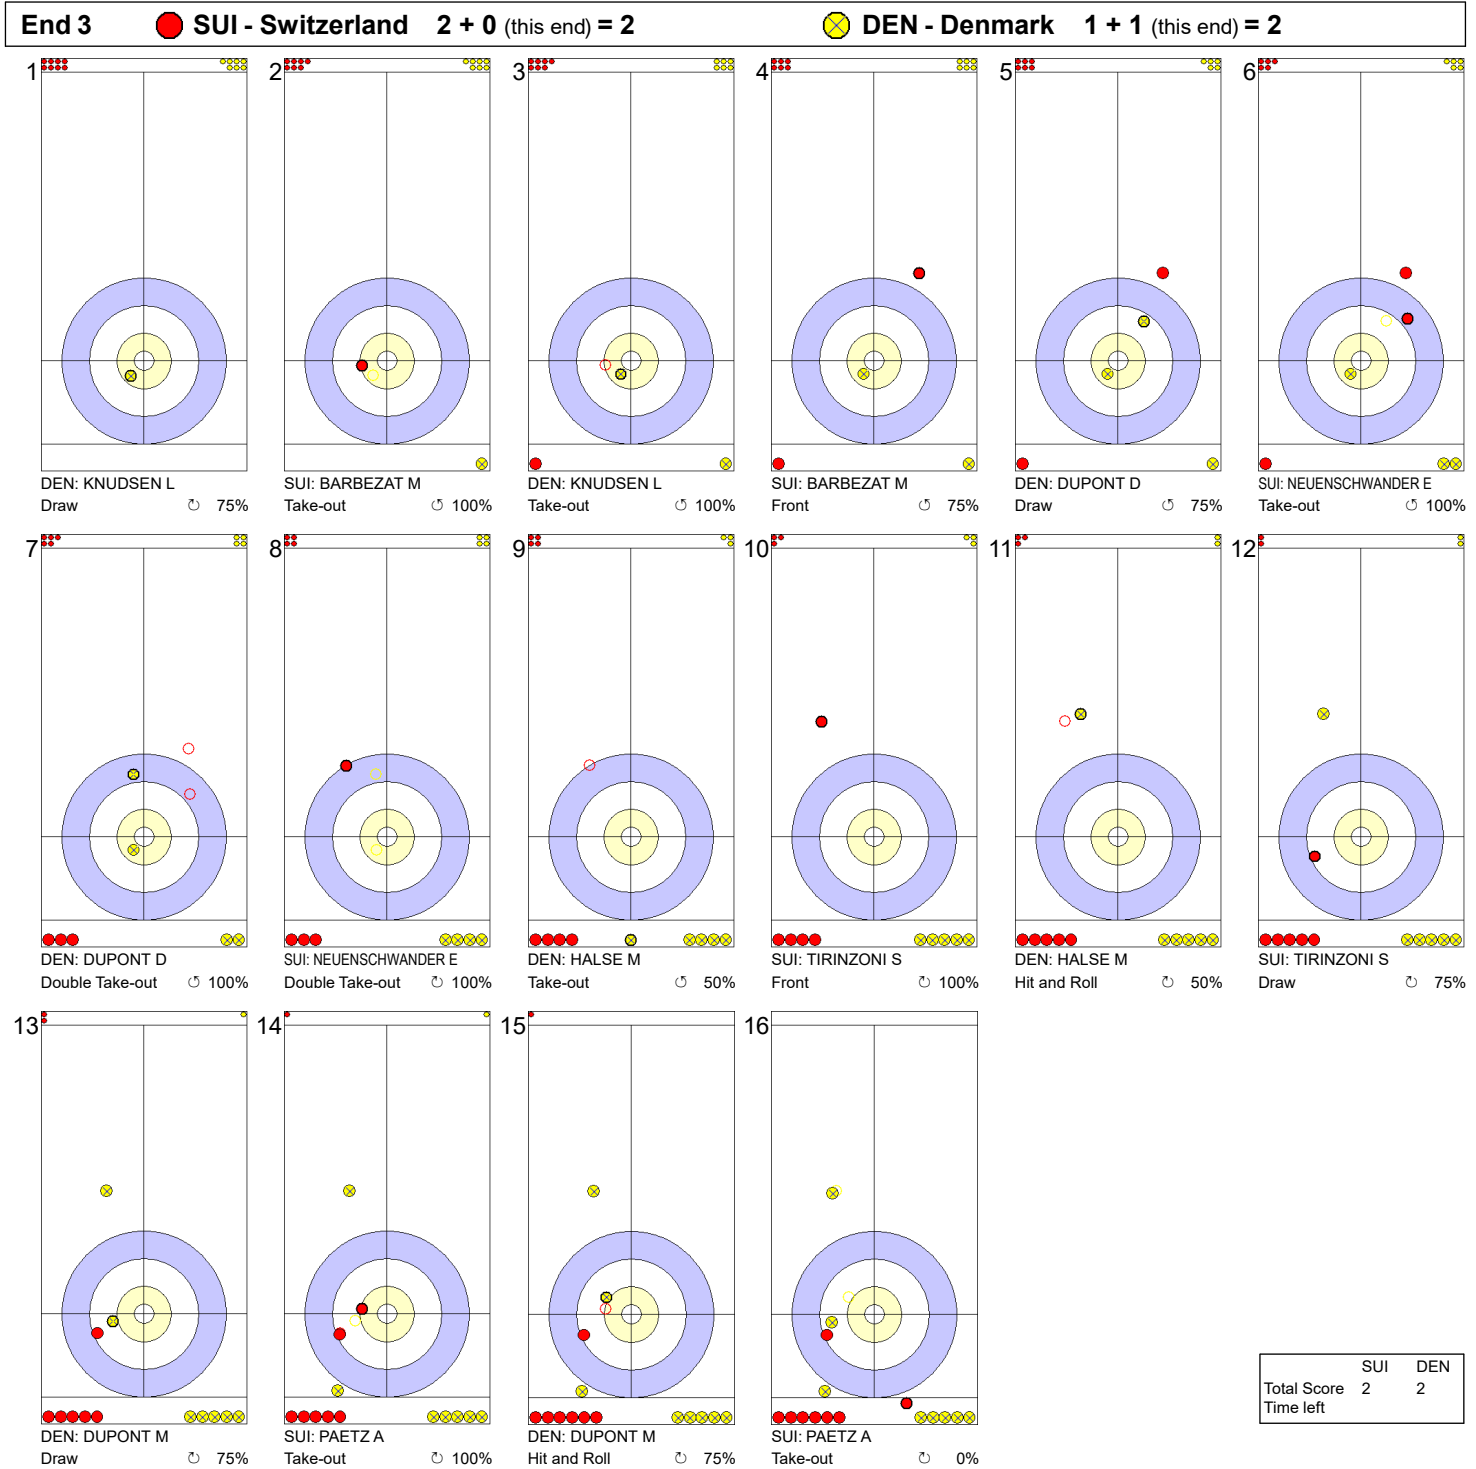 End 3 SUI - Switzerland 2 + 0 (this end) = 2 DEN - Denmark 1 + 1 (this end) = 2
1 2 3 4 5 6
DEN: KNUDSEN L SUI: BARBEZAT M DEN: KNUDSEN L SUI: BARBEZAT M DEN: DUPONT D SUI: NEUENSCHWANDER E
Draw ↻ 75% Take-out ↺ 100% Take-out ↺ 100% Front ↺ 75% Draw ↺ 75% Take-out ↺ 100%
7 8 9 10 11 12
DEN: DUPONT D SUI: NEUENSCHWANDER E DEN: HALSE M SUI: TIRINZONI S DEN: HALSE M SUI: TIRINZONI S
Double Take-out ↺ 100% Double Take-out ↻ 100% Take-out ↺ 50% Front ↻ 100% Hit and Roll ↻ 50% Draw ↻ 75%
13 14 15 16
DEN: DUPONT M SUI: PAETZ A DEN: DUPONT M SUI: PAETZ A
Draw ↻ 75% Take-out ↻ 100% Hit and Roll ↻ 75% Take-out ↻ 0%
SUI DEN
Total Score 2 2
Time left